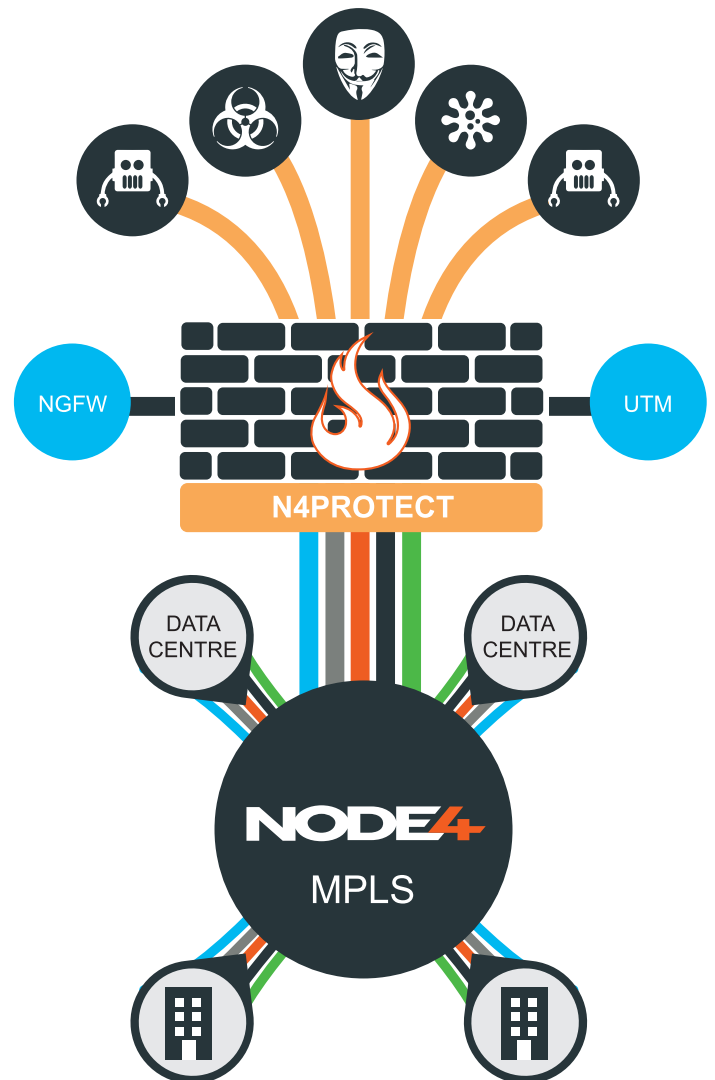 NGFW
UTM
N4PROTECT
DATA
CENTRE
DATA
CENTRE
NODE4
MPLS